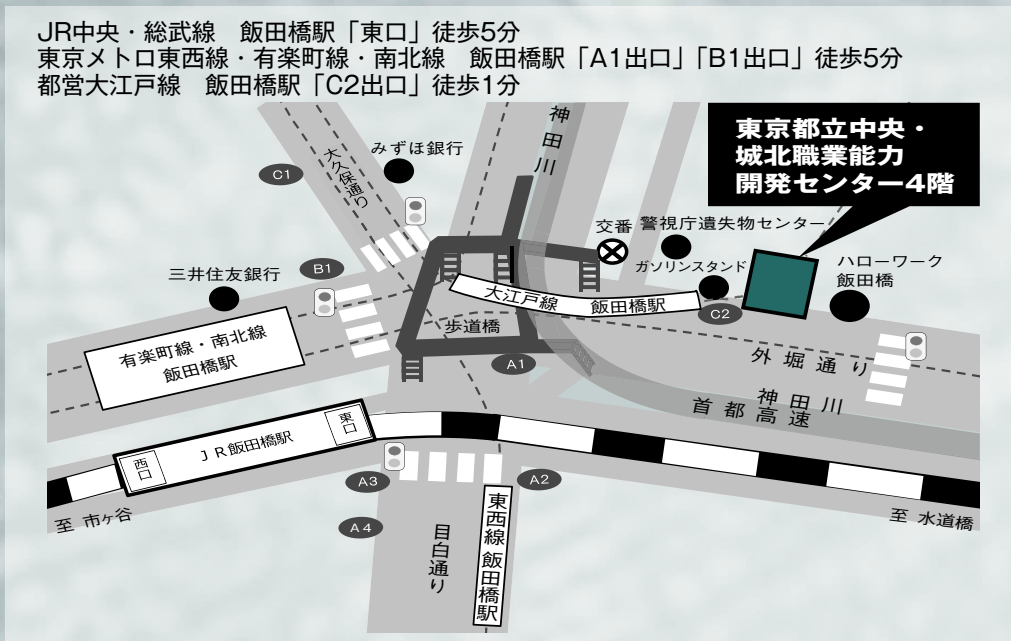 JR中央・総武線　飯田橋駅「東口」徒歩5分
東京メトロ東西線・有楽町線・南北線　飯田橋駅「A1出口」「B1出口」徒歩5分
都営大江戸線　飯田橋駅「C2出口」徒歩1分
東京都立中央・
城北職業能力
開発センター4階
神田川
大久保通り
みずほ銀行
C1
交番
警視庁遺失物センター
ガソリンスタンド
ハローワーク
飯田橋
三井住友銀行
B1
大江戸線　飯田橋駅
C2
歩道橋
有楽町線・南北線
飯田橋駅
A1
外堀通り
神田川
首都高速
東口
JR飯田橋駅
西口
A3
A2
A4
至 市ヶ谷
至 水道橋
目白通り
東西線 飯田橋駅